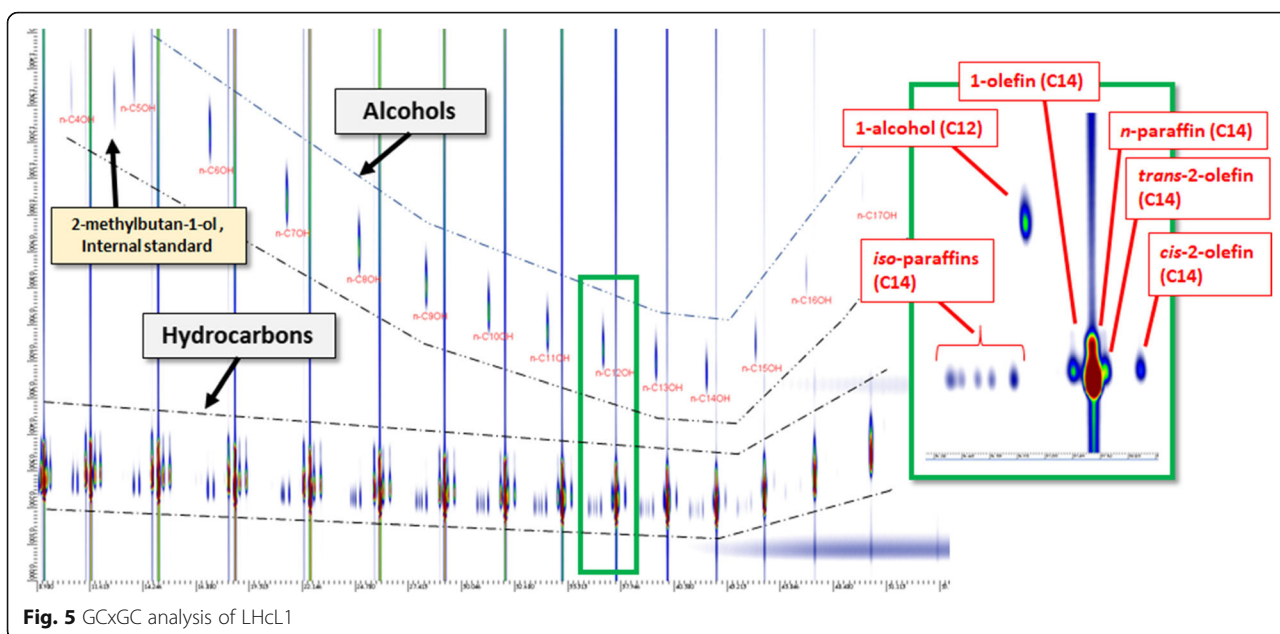 Alcohols
2-methylbutan-1-ol,
Internal standard
Hydrocarbons
n-C4OH
n-C5OH
n-C6OH
n-C7OH
n-C8OH
n-C9OH
n-C10OH
n-C11OH
n-C12OH
n-C13OH
n-C14OH
n-C15OH
n-C16OH
n-C17OH
1-olefin (C14)
1-alcohol (C12)
n-paraffin (C14)
trans-2-olefin
(C14)
cis-2-olefin
(C14)
iso-paraffins
(C14)
Fig. 5 GCxGC analysis of LHcL1